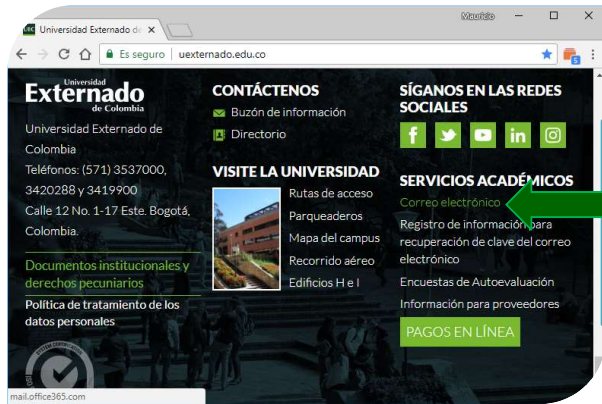 Universidad Externado de
Mauricio
Es seguro | uexternado.edu.co
Universidad
Externado
de Colombia
Universidad Externado de
Colombia
Teléfonos: (571) 3537000,
3420288 y 3419900
Calle 12 No. 1-17 Este. Bogotá,
Colombia.
Documentos institucionales y
derechos pecuniarios
Política de tratamiento de los
datos personales
CONTÁCTENOS
Buzón de información
Directorio
VISITE LA UNIVERSIDAD
Rutas de acceso
Parqueaderos
Mapa del campus
Recorrido aéreo
Edificios H e I
SÍGANOS EN LAS REDES
SOCIALES
SERVICIOS ACADÉMICOS
Correo electrónico
Registro de información para
recuperación de clave del correo
electrónico
Encuestas de Autoevaluación
Información para proveedores
PAGOS EN LÍNEA
mail.office365.com